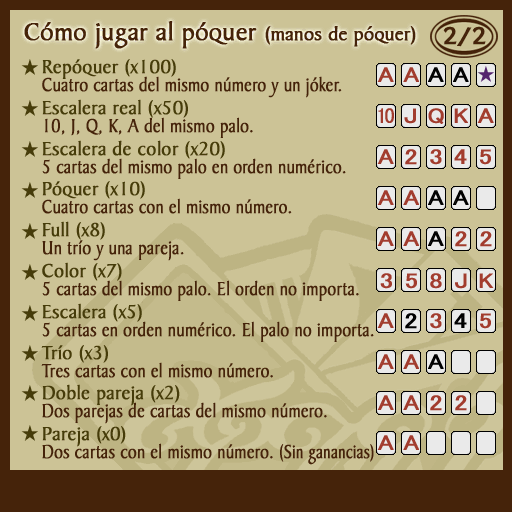 Cómo jugar al póquer (manos de póquer) 2/2
★ Repóquer (x100)
Cuatro cartas del mismo número y un jóker.
A A A A ★
★ Escalera real (x50)
10, J, Q, K, A del mismo palo.
10 J Q K A
★ Escalera de color (x20)
5 cartas del mismo palo en orden numérico.
A 2 3 4 5
★ Póquer (x10)
Cuatro cartas con el mismo número.
A A A A
★ Full (x8)
Un trío y una pareja.
A A A 2 2
★ Color (x7)
5 cartas del mismo palo. El orden no importa.
3 5 8 J K
★ Escalera (x5)
5 cartas en orden numérico. El palo no importa.
A 2 3 4 5
★ Trío (x3)
Tres cartas con el mismo número.
A A A
★ Doble pareja (x2)
Dos parejas de cartas del mismo número.
A A 2 2
★ Pareja (x0)
Dos cartas con el mismo número. (Sin ganancias)
A A